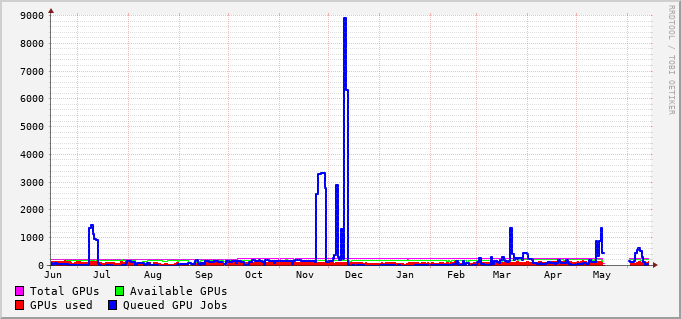 9000
8000
7000
6000
5000
4000
3000
2000
1000
0
Jun Jul Aug Sep Oct Nov Dec Jan Feb Mar Apr May
Total GPUs Available GPUs
GPUs used Queued GPU Jobs
RRDTOOL / TOBI OETIKER